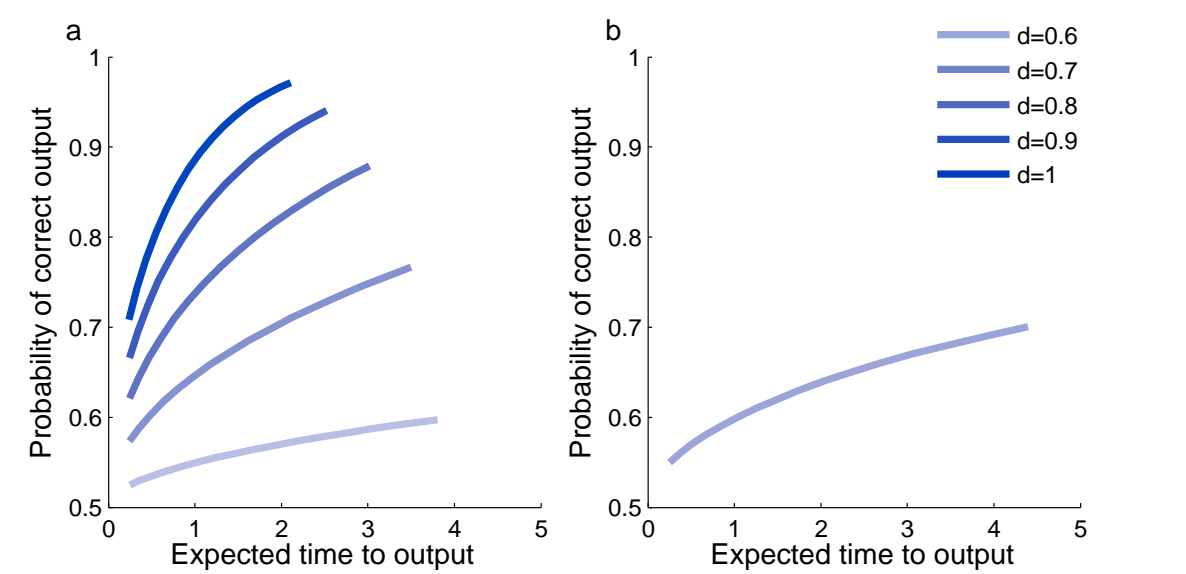 a
1
0.9
0.8
0.7
0.6
0.5
Probability of correct output
0 1 2 3 4 5
Expected time to output
b
1
0.9
0.8
0.7
0.6
0.5
Probability of correct output
0 1 2 3 4 5
Expected time to output
d=0.6
d=0.7
d=0.8
d=0.9
d=1